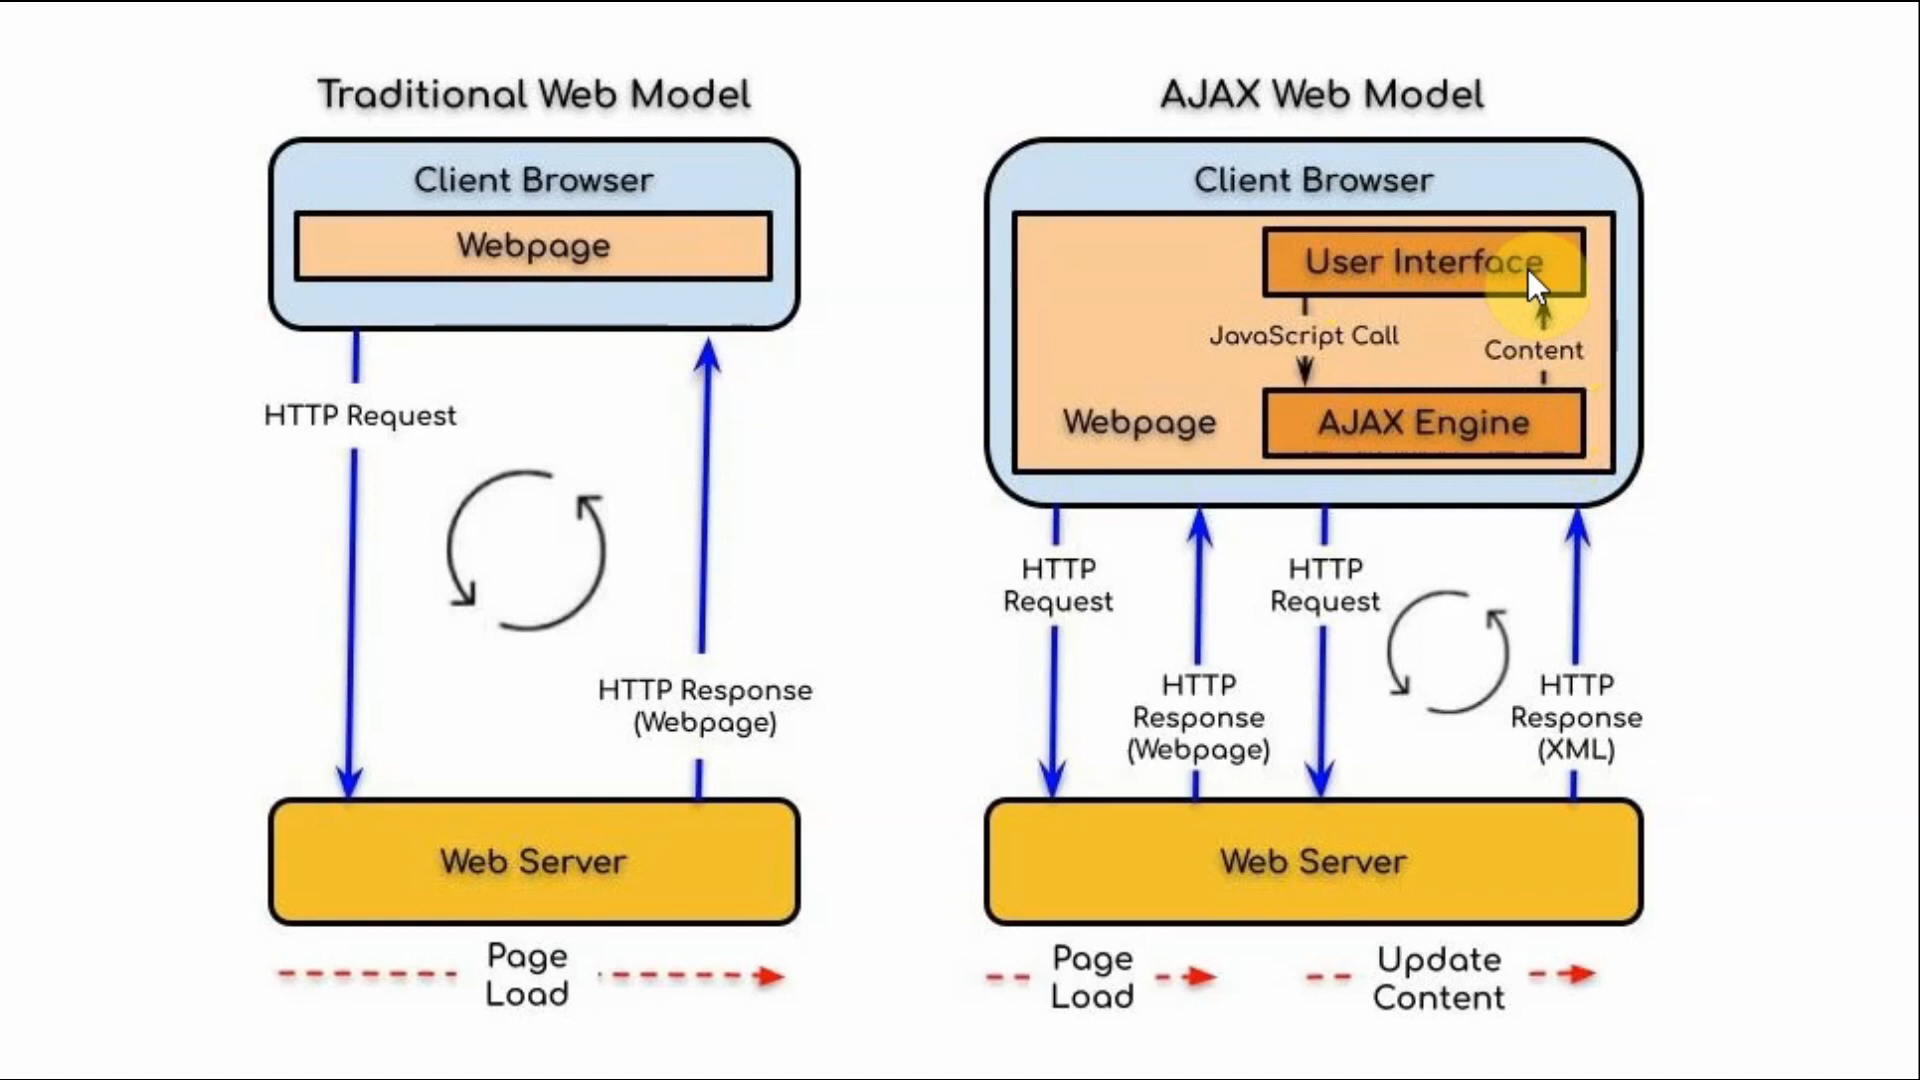 Traditional Web Model
Client Browser
Webpage
HTTP Request
HTTP Response
(Webpage)
Web Server
Page
Load
AJAX Web Model
Client Browser
User Interface
JavaScript Call
Content
Webpage
AJAX Engine
HTTP
Request
HTTP
Response
(Webpage)
HTTP
Request
HTTP
Response
(XML)
Web Server
Page
Load
Update
Content